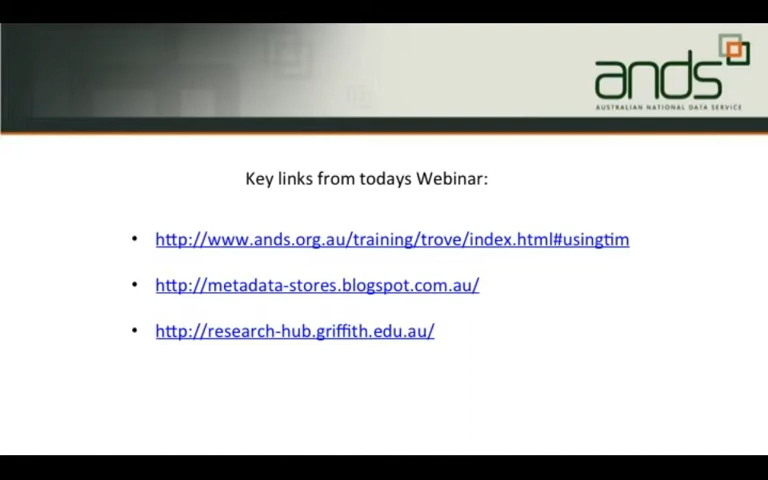 ands
AUSTRALIAN NATIONAL DATA SERVICE
Key links from todays Webinar:
• http://www.ands.org.au/training/trove/index.html#usingtim
• http://metadata-stores.blogspot.com.au/
• http://research-hub.griffith.edu.au/